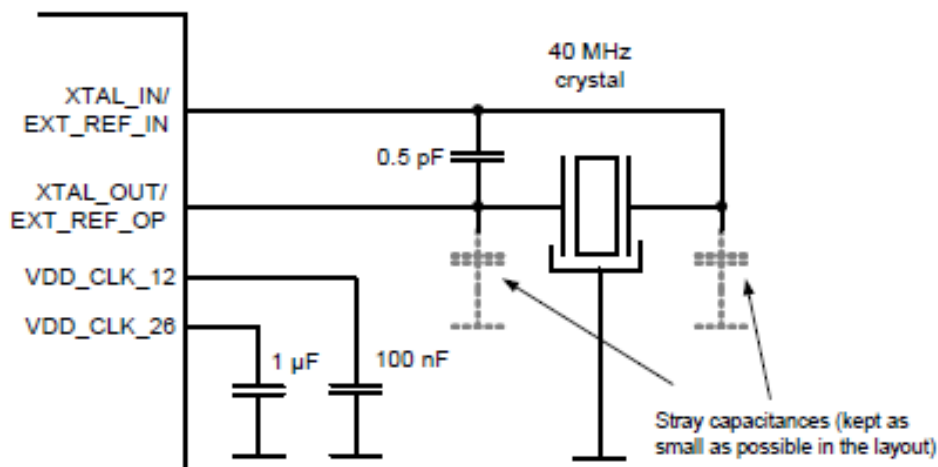 40 MHz
crystal
XTAL_IN/
EXT_REF_IN
0.5 pF
XTAL_OUT/
EXT_REF_OP
VDD_CLK_12
VDD_CLK_26
1 µF
100 nF
Stray capacitances (kept as
small as possible in the layout)